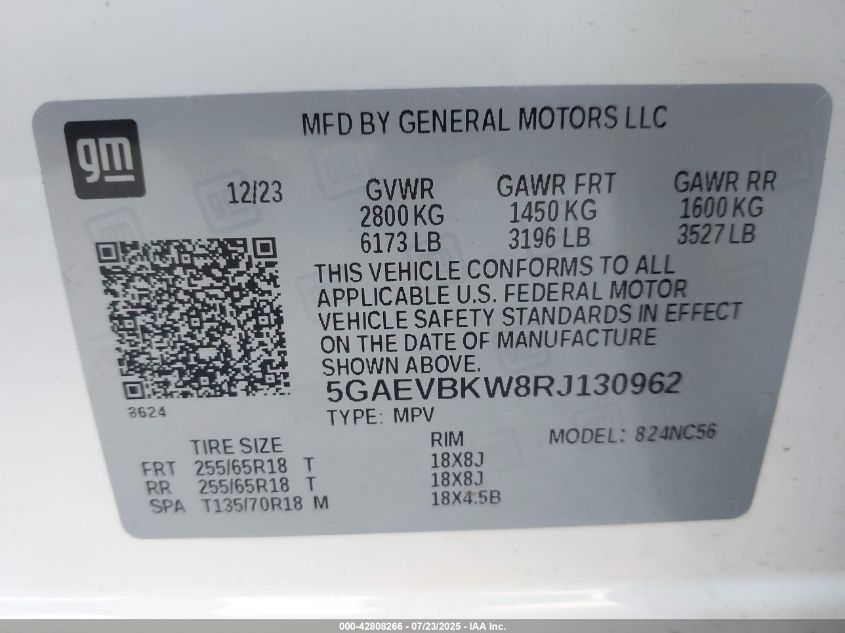 gm
MFD BY GENERAL MOTORS LLC
12/23
GVWR GAWR FRT GAWR RR
2800 KG 1450 KG 1600 KG
6173 LB 3196 LB 3527 LB
THIS VEHICLE CONFORMS TO ALL
APPLICABLE U.S. FEDERAL MOTOR
VEHICLE SAFETY STANDARDS IN EFFECT
ON THE DATE OF MANUFACTURE
SHOWN ABOVE.
5GAEVBKW8RJ130962
8624
TYPE: MPV
MODEL: 824NC56
TIRE SIZE RIM
FRT 255/65R18 T 18X8J
RR 255/65R18 T 18X8J
SPA T135/70R18 M 18X4.5B
000-42808266 - 07/23/2025 - IAA Inc.